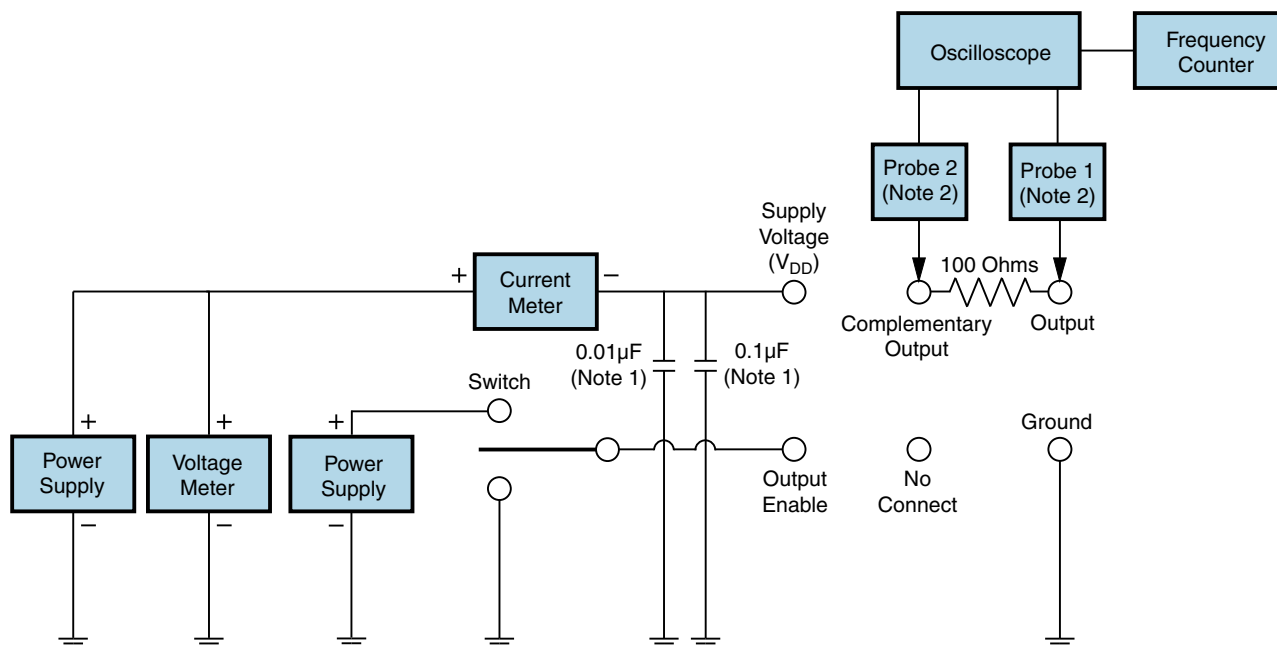 Oscilloscope
Frequency
Counter
Probe 2
(Note 2)
Probe 1
(Note 2)
Supply
Voltage
(VDD)
100 Ohms
+
Current
Meter
−
Complementary
Output
Output
0.01µF
(Note 1)
0.1µF
(Note 1)
Switch
+
Power
Supply
−
+
Voltage
Meter
−
+
Power
Supply
−
Output
Enable
No
Connect
Ground